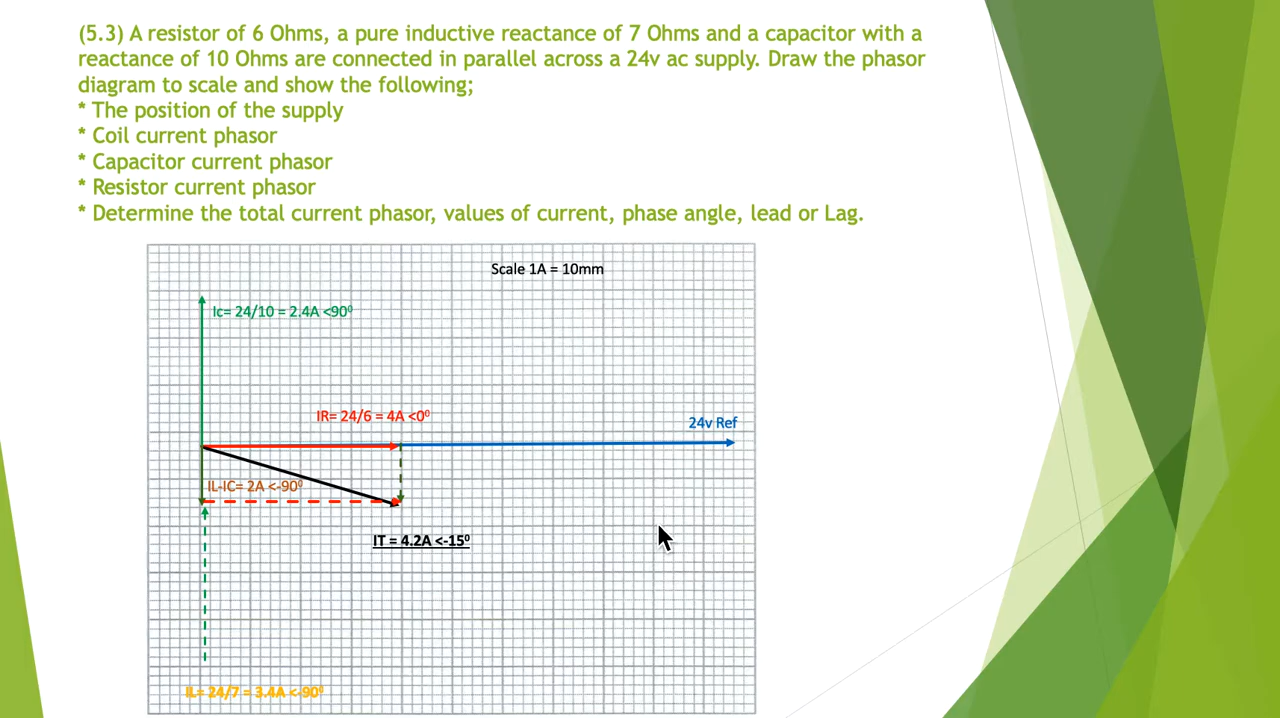 (5.3) A resistor of 6 Ohms, a pure inductive reactance of 7 Ohms and a capacitor with a
reactance of 10 Ohms are connected in parallel across a 24v ac supply. Draw the phasor
diagram to scale and show the following;
* The position of the supply
* Coil current phasor
* Capacitor current phasor
* Resistor current phasor
* Determine the total current phasor, values of current, phase angle, lead or Lag.
Scale 1A = 10mm
Ic= 24/10 = 2.4A <90⁰
IR= 24/6 = 4A <0⁰
24v Ref
IL-IC= 2A <-90⁰
IT = 4.2A <-15⁰
IL= 24/7 = 3.4A <-90⁰